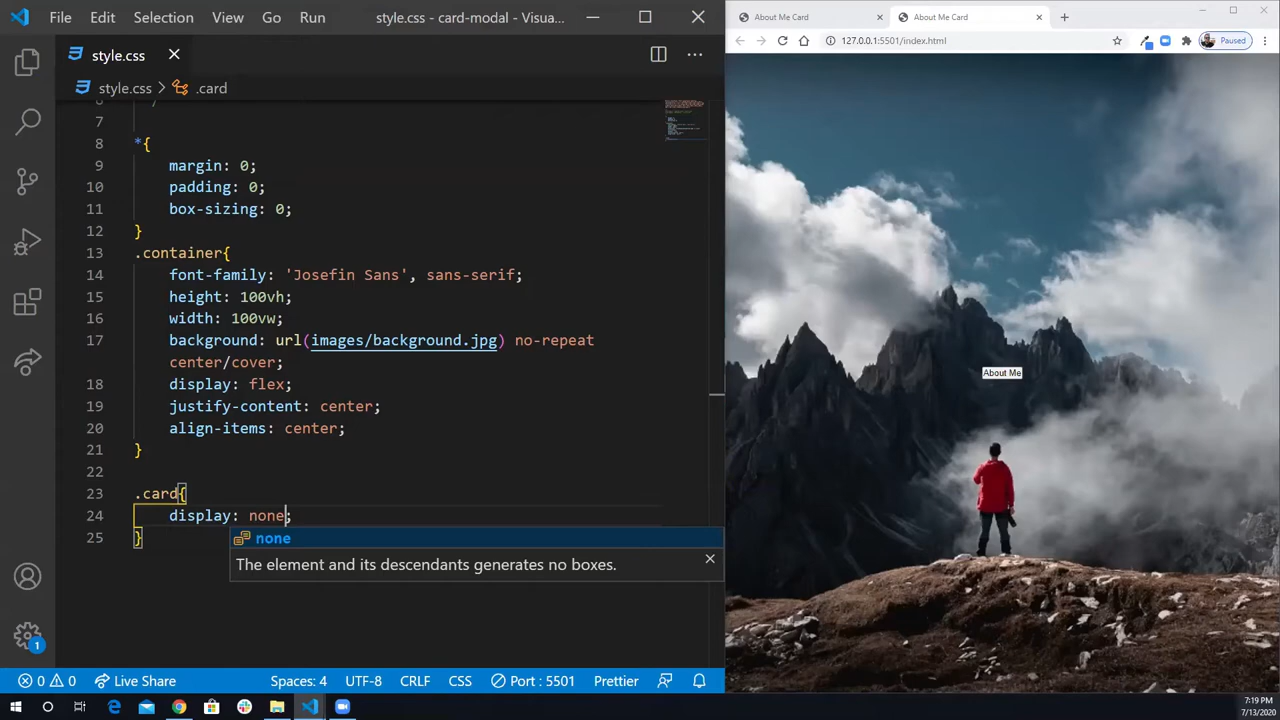 File Edit Selection View Go Run style.css - card-modal - Visua...
style.css
style.css > .card
7
8 *{
9 margin: 0;
10 padding: 0;
11 box-sizing: 0;
12 }
13 .container{
14 font-family: 'Josefin Sans', sans-serif;
15 height: 100vh;
16 width: 100vw;
17 background: url(images/background.jpg) no-repeat
center/cover;
18 display: flex;
19 justify-content: center;
20 align-items: center;
21 }
22
23 .card{
24 display: none;
25 }
none
The element and its descendants generates no boxes.
1
0 0 Live Share Spaces: 4 UTF-8 CRLF CSS Port : 5501 Prettier
About Me Card
About Me Card
127.0.0.1:5501/index.html
Paused
About Me
7:19 PM
7/13/2020